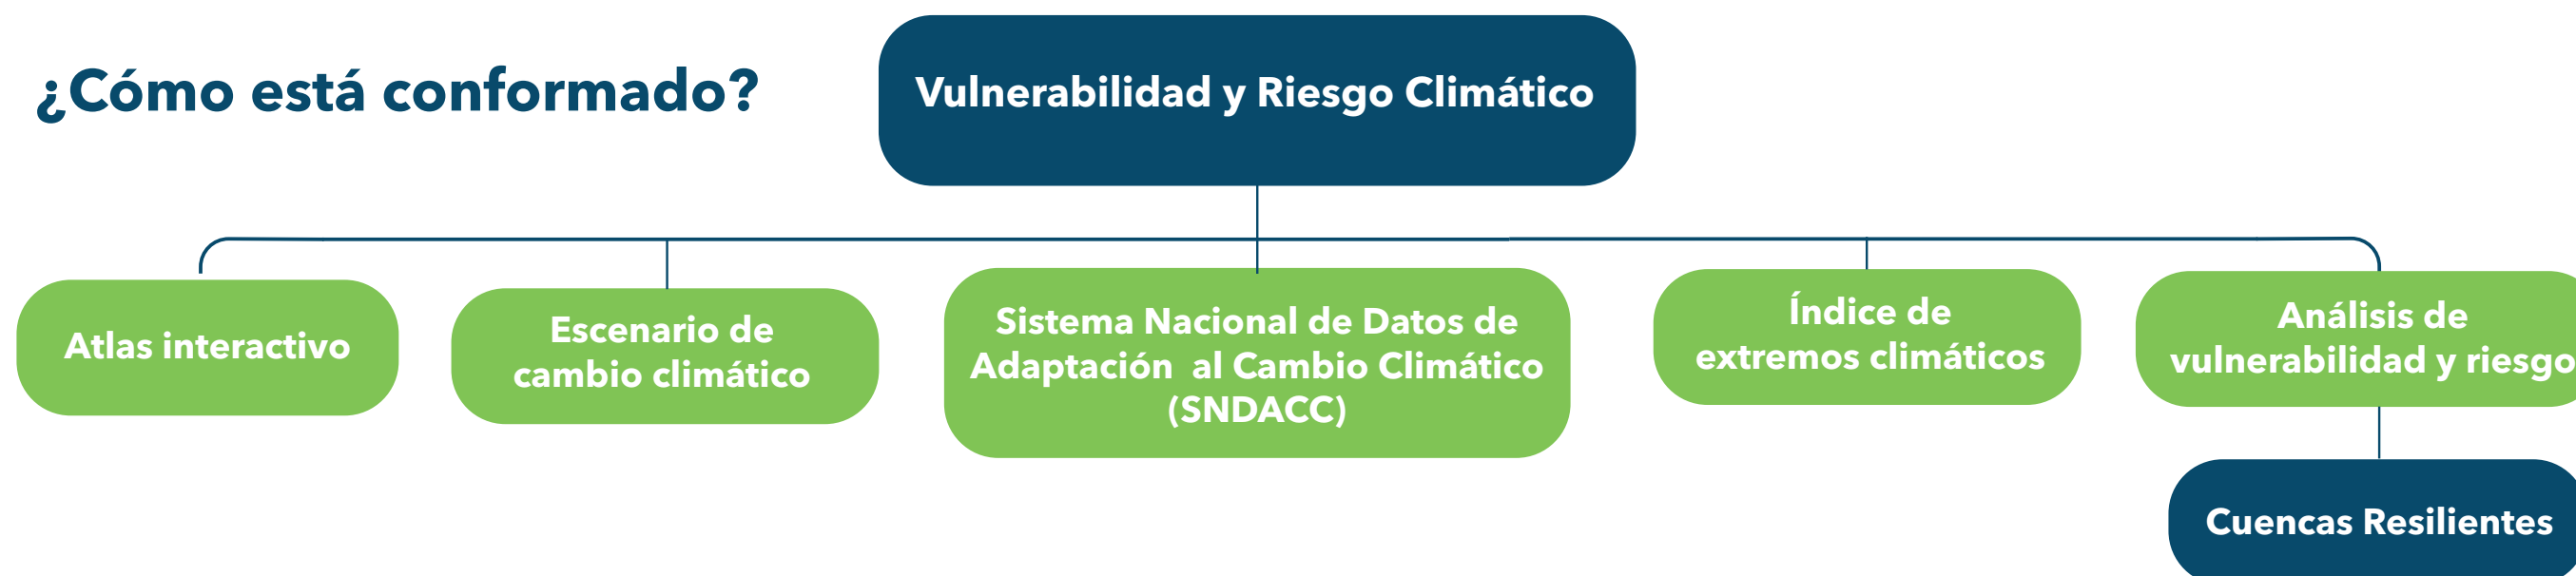 ¿Cómo está conformado?
Vulnerabilidad y Riesgo Climático
Atlas interactivo
Escenario de
cambio climático
Sistema Nacional de Datos de
Adaptación  al Cambio Climático
(SNDACC)
Índice de
extremos climáticos
Análisis de
vulnerabilidad y riesgo
Cuencas Resilientes